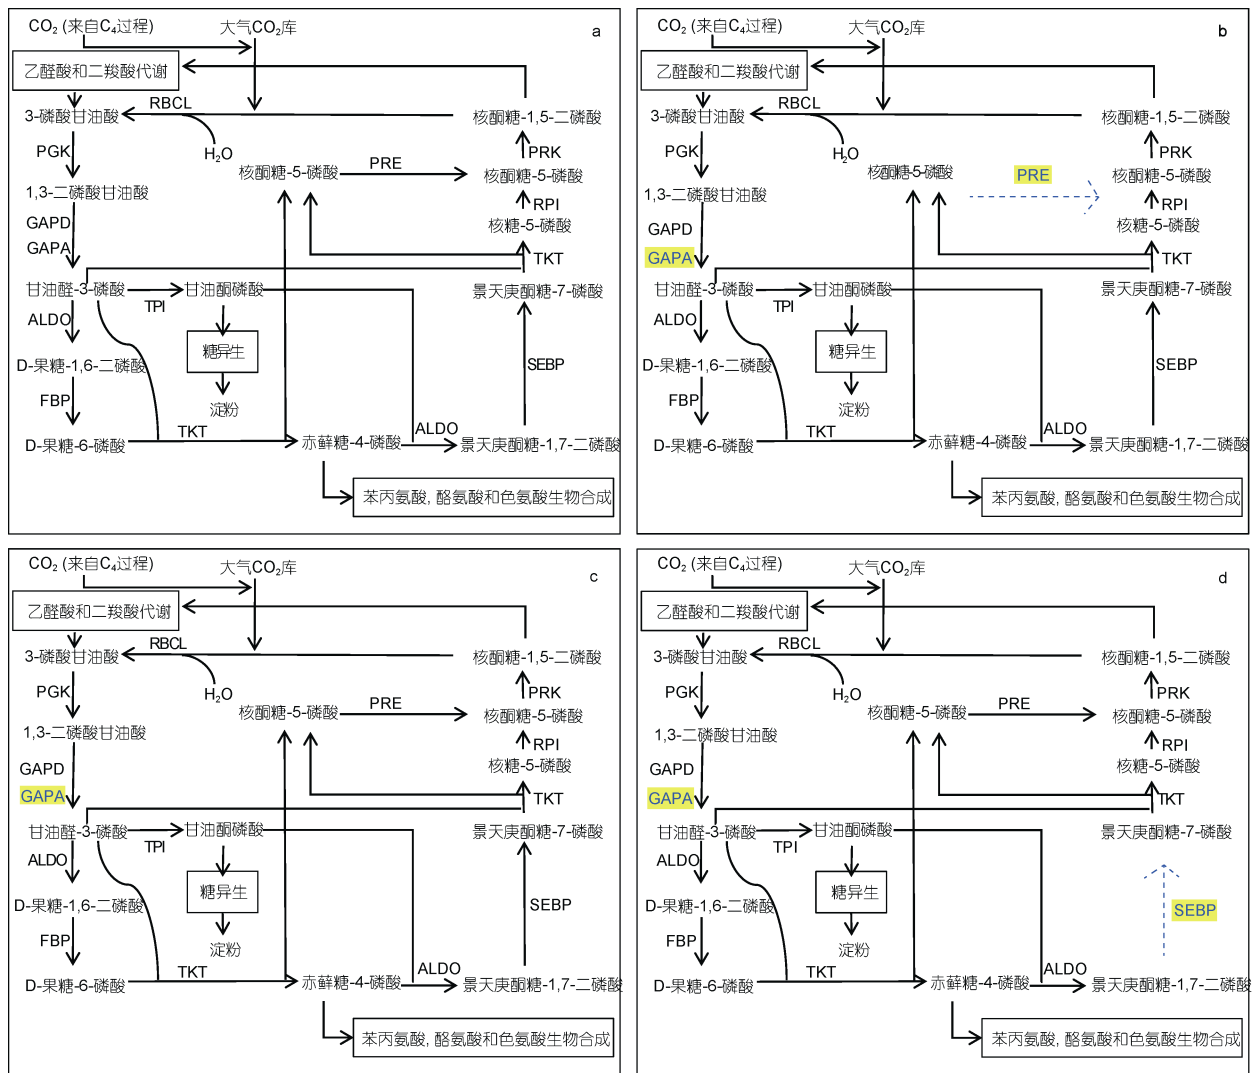 CO₂ (来自C₄过程)
大气CO₂库
a
乙醛酸和二羧酸代谢
RBCL
3-磷酸甘油酸
核酮糖-1,5-二磷酸
H₂O
PGK
PRK
核酮糖-5-磷酸
PRE
核酮糖-5-磷酸
1,3-二磷酸甘油酸
RPI
GAPD
核糖-5-磷酸
GAPA
TKT
甘油醛-3-磷酸
TPI
甘油酮磷酸
景天庚酮糖-7-磷酸
ALDO
糖异生
D-果糖-1,6-二磷酸
SEBP
FBP
淀粉
TKT
ALDO
D-果糖-6-磷酸
赤藓糖-4-磷酸
景天庚酮糖-1,7-二磷酸
苯丙氨酸, 酪氨酸和色氨酸生物合成
CO₂ (来自C₄过程)
大气CO₂库
b
乙醛酸和二羧酸代谢
RBCL
3-磷酸甘油酸
核酮糖-1,5-二磷酸
H₂O
PGK
PRK
核酮糖-5-磷酸
PRE
核酮糖-5-磷酸
1,3-二磷酸甘油酸
RPI
GAPD
核糖-5-磷酸
GAPA
TKT
甘油醛-3-磷酸
TPI
甘油酮磷酸
景天庚酮糖-7-磷酸
ALDO
糖异生
D-果糖-1,6-二磷酸
SEBP
FBP
淀粉
TKT
ALDO
D-果糖-6-磷酸
赤藓糖-4-磷酸
景天庚酮糖-1,7-二磷酸
苯丙氨酸, 酪氨酸和色氨酸生物合成
CO₂ (来自C₄过程)
大气CO₂库
c
乙醛酸和二羧酸代谢
RBCL
3-磷酸甘油酸
核酮糖-1,5-二磷酸
H₂O
PGK
PRK
核酮糖-5-磷酸
PRE
核酮糖-5-磷酸
1,3-二磷酸甘油酸
RPI
GAPD
核糖-5-磷酸
GAPA
TKT
甘油醛-3-磷酸
TPI
甘油酮磷酸
景天庚酮糖-7-磷酸
ALDO
糖异生
D-果糖-1,6-二磷酸
SEBP
FBP
淀粉
TKT
ALDO
D-果糖-6-磷酸
赤藓糖-4-磷酸
景天庚酮糖-1,7-二磷酸
苯丙氨酸, 酪氨酸和色氨酸生物合成
CO₂ (来自C₄过程)
大气CO₂库
d
乙醛酸和二羧酸代谢
RBCL
3-磷酸甘油酸
核酮糖-1,5-二磷酸
H₂O
PGK
PRK
核酮糖-5-磷酸
PRE
核酮糖-5-磷酸
1,3-二磷酸甘油酸
RPI
GAPD
核糖-5-磷酸
GAPA
TKT
甘油醛-3-磷酸
TPI
甘油酮磷酸
景天庚酮糖-7-磷酸
ALDO
糖异生
D-果糖-1,6-二磷酸
SEBP
FBP
淀粉
TKT
ALDO
D-果糖-6-磷酸
赤藓糖-4-磷酸
景天庚酮糖-1,7-二磷酸
苯丙氨酸, 酪氨酸和色氨酸生物合成